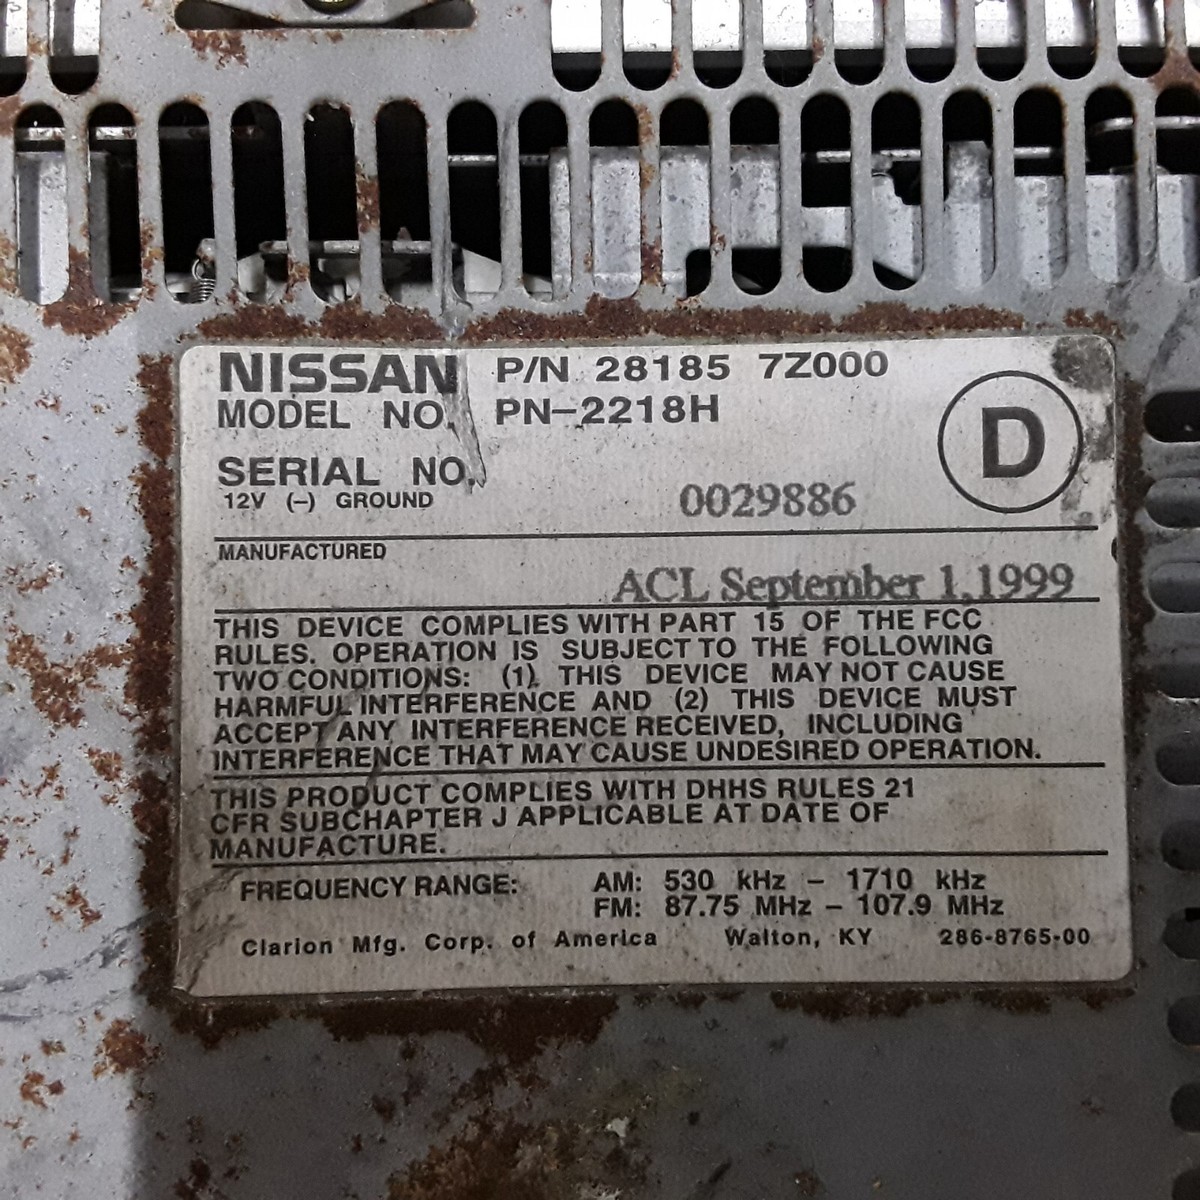 NISSAN P/N 28185 7Z000
MODEL NO. PN-2218H
D
SERIAL NO.
12V (-) GROUND
0029886
MANUFACTURED
ACL September 1,1999
THIS DEVICE COMPLIES WITH PART 15 OF THE FCC
RULES. OPERATION IS SUBJECT TO THE FOLLOWING
TWO CONDITIONS: (1) THIS DEVICE MAY NOT CAUSE
HARMFUL INTERFERENCE AND (2) THIS DEVICE MUST
ACCEPT ANY INTERFERENCE RECEIVED, INCLUDING
INTERFERENCE THAT MAY CAUSE UNDESIRED OPERATION.
THIS PRODUCT COMPLIES WITH DHHS RULES 21
CFR SUBCHAPTER J APPLICABLE AT DATE OF
MANUFACTURE.
FREQUENCY RANGE: AM: 530 kHz - 1710 kHz
FM: 87.75 MHz - 107.9 MHz
Clarion Mfg. Corp. of America Walton, KY 286-8765-00